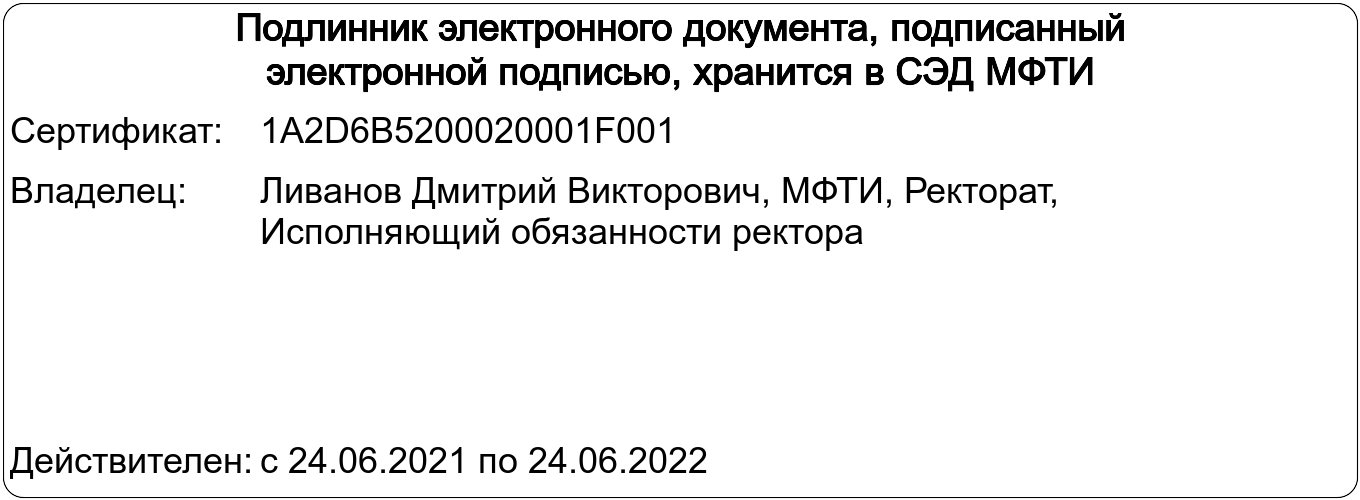 Подлинник электронного документа, подписанный
электронной подписью, хранится в СЭД МФТИ
Сертификат: 1A2D6B5200020001F001
Владелец: Ливанов Дмитрий Викторович, МФТИ, Ректорат,
Исполняющий обязанности ректора
Действителен: с 24.06.2021 по 24.06.2022